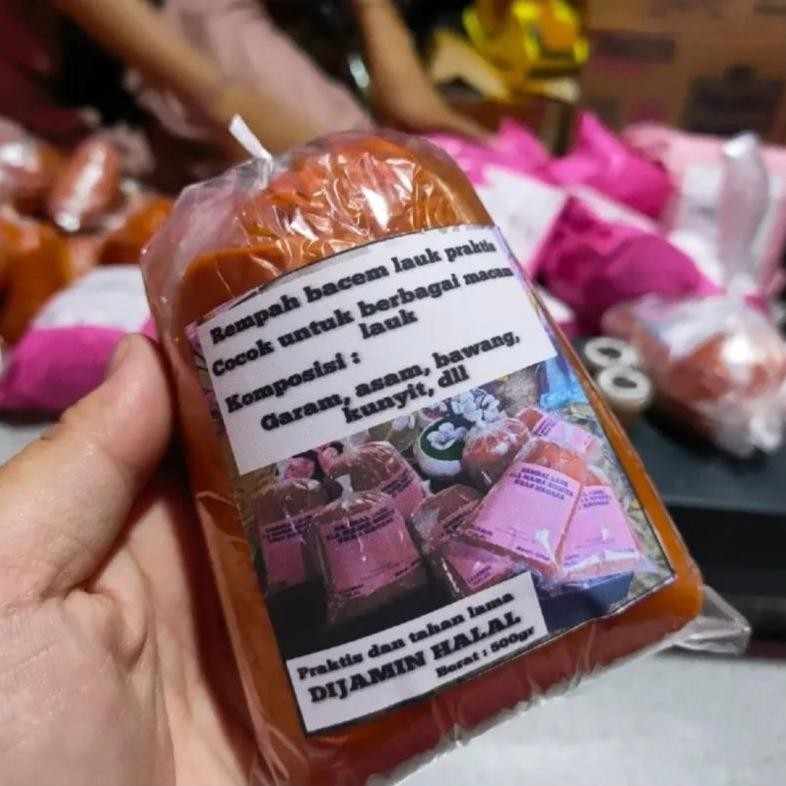 Rempah bacem lauk praktis
Cocok untuk berbagai macam
lauk
Komposisi :
Garam, asam, bawang,
kunyit, dll
Praktis dan tahan lama
DIJAMIN HALAL
Berat : 500gr